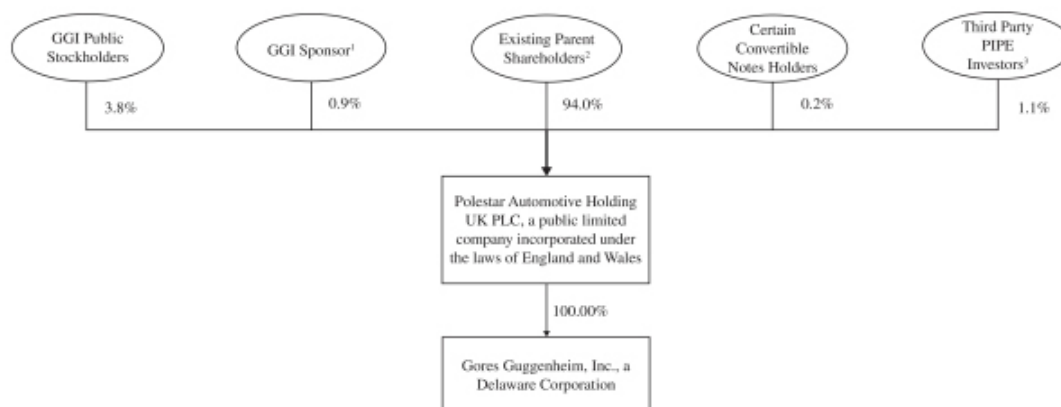 GGI Public
Stockholders
GGI Sponsor¹
Existing Parent
Shareholders²
Certain
Convertible
Notes Holders
Third Party
PIPE
Investors³
3.8%
0.9%
94.0%
0.2%
1.1%
Polestar Automotive Holding
UK PLC, a public limited
company incorporated under
the laws of England and Wales
100.00%
Gores Guggenheim, Inc., a
Delaware Corporation